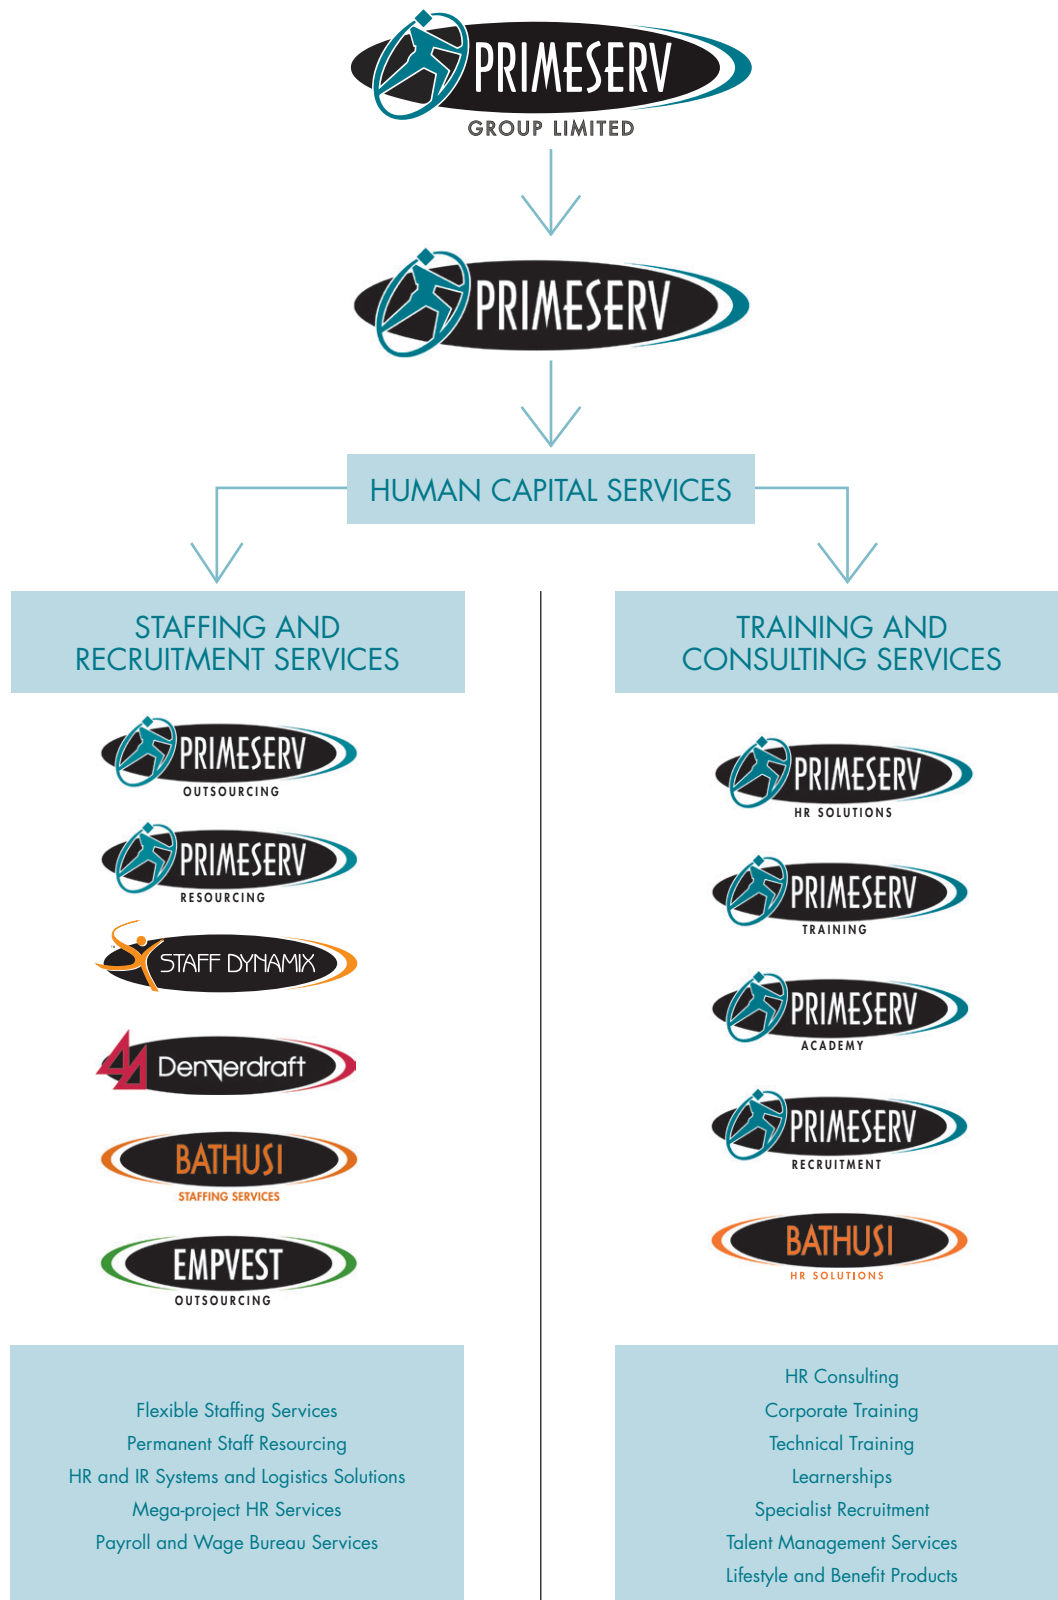 PRIMESERV
GROUP LIMITED
PRIMESERV
HUMAN CAPITAL SERVICES
STAFFING AND
RECRUITMENT SERVICES
PRIMESERV
OUTSOURCING
PRIMESERV
RESOURCING
STAFF DYNAMIX
Denverdraft
BATHUSI
STAFFING SERVICES
EMPVEST
OUTSOURCING
Flexible Staffing Services
Permanent Staff Resourcing
HR and IR Systems and Logistics Solutions
Mega-project HR Services
Payroll and Wage Bureau Services
TRAINING AND
CONSULTING SERVICES
PRIMESERV
HR SOLUTIONS
PRIMESERV
TRAINING
PRIMESERV
ACADEMY
PRIMESERV
RECRUITMENT
BATHUSI
HR SOLUTIONS
HR Consulting
Corporate Training
Technical Training
Learnerships
Specialist Recruitment
Talent Management Services
Lifestyle and Benefit Products